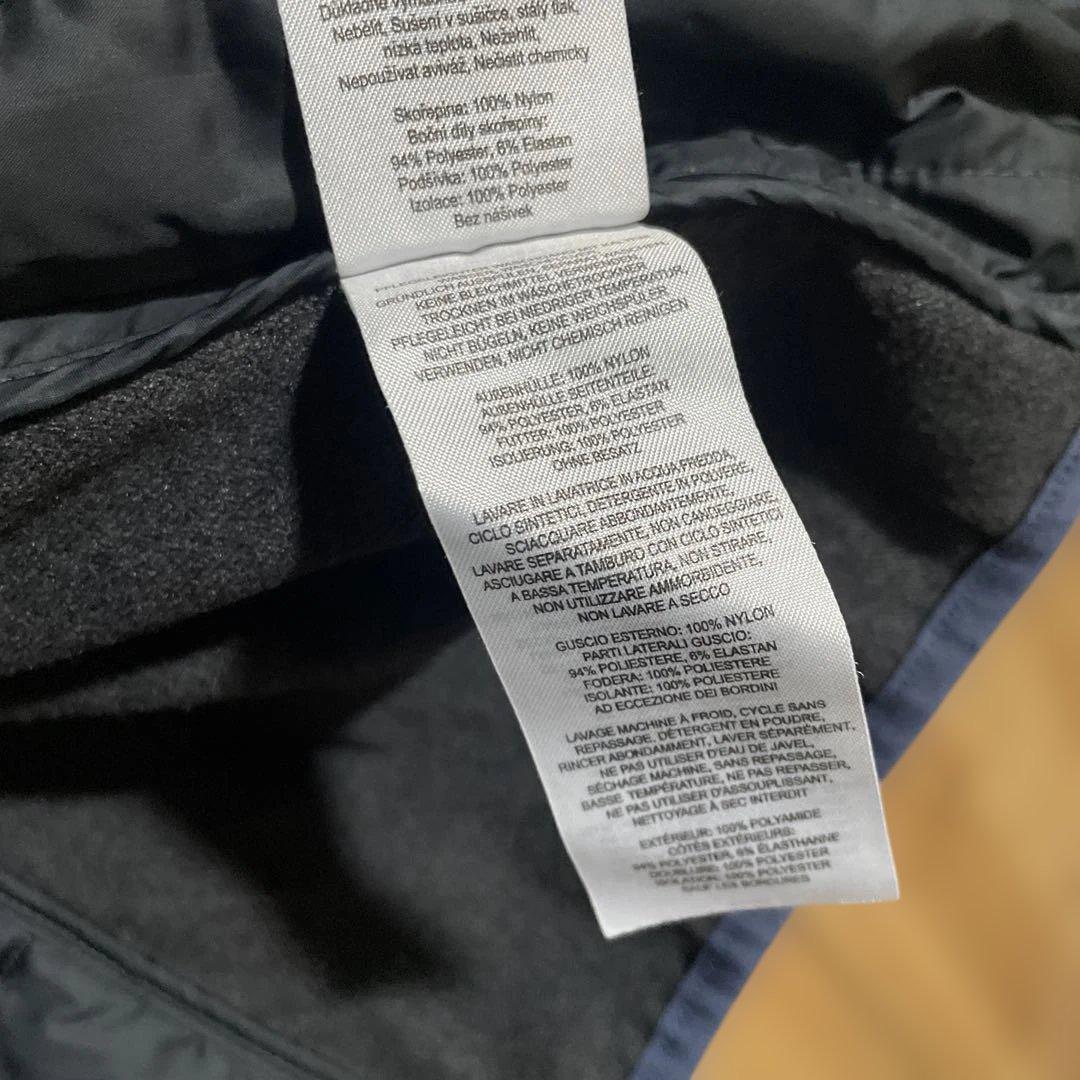 Důkladně
Nebělit, Sušení v sušičce, stálý tlak,
nízká teplota, Nežehlit,
Nepoužívat aviváž, Nečistit chemicky
Skořepina: 100% Nylon
Boční díly skořepiny:
94% Polyester, 6% Elastan
Podšívka: 100% Polyester
Izolace: 100% Polyester
Bez nášivek
KEINE BLEICHMITTEL VERWENDEN,
TROCKNEN IM WÄSCHETROCKNER
PFLEGELEICHT BEI NIEDRIGER TEMPERATUR,
NICHT BÜGELN, KEINE WEICHSPÜLER
VERWENDEN, NICHT CHEMISCH REINIGEN
AUßENHÜLLE: 100% NYLON
AUßENHÜLLE SEITENTEILE:
94% POLYESTER, 6% ELASTAN
FUTTER: 100% POLYESTER
ISOLIERUNG: 100% POLYESTER
OHNE BESATZ
LAVARE IN LAVATRICE IN ACQUA FREDDA,
CICLO SINTETICI, DETERGENTE IN POLVERE,
SCIACQUARE ABBONDANTEMENTE,
LAVARE SEPARATAMENTE, NON CANDEGGIARE,
ASCIUGARE A TAMBURO CON CICLO SINTETICI
A BASSA TEMPERATURA, NON STIRARE,
NON UTILIZZARE AMMORBIDENTE,
NON LAVARE A SECCO
GUSCIO ESTERNO: 100% NYLON
PARTI LATERALI GUSCIO:
94% POLIESTERE, 6% ELASTAN
FODERA: 100% POLIESTERE
ISOLANTE: 100% POLIESTERE
AD ECCEZIONE DEI BORDINI
LAVAGE MACHINE À FROID, CYCLE SANS
REPASSAGE. DÉTERGENT EN POUDRE,
RINCER ABONDAMMENT, LAVER SÉPARÉMENT,
NE PAS UTILISER D'EAU DE JAVEL,
SÉCHAGE MACHINE, SANS REPASSAGE,
BASSE TEMPÉRATURE, NE PAS REPASSER,
NE PAS UTILISER D'ASSOUPLISSANT,
NETTOYAGE À SEC INTERDIT
EXTÉRIEUR: 100% POLYAMIDE
CÔTÉS EXTÉRIEURS:
94% POLYESTER, 6% ÉLASTHANNE
DOUBLURE: 100% POLYESTER
ISOLATION: 100% POLYESTER
SAUF LES BORDURES